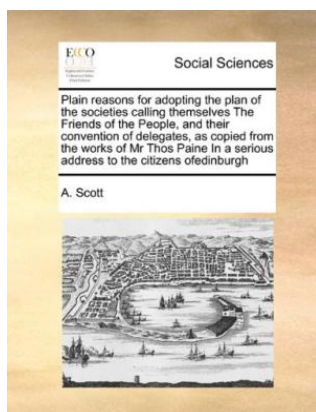 ECCO
Social Sciences
Plain reasons for adopting the plan of
the societies calling themselves The
Friends of the People, and their
convention of delegates, as copied from
the works of Mr Thos Paine In a serious
address to the citizens ofedinburgh
A. Scott